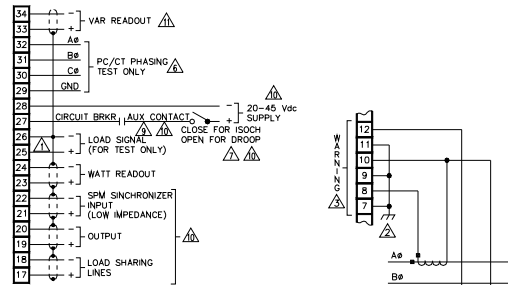 34 - VAR READOUT 11
33 +
32 AØ
31 BØ PC/CT PHASING
30 CØ TEST ONLY 6
29 GND
28 - 10
27 CIRCUIT BRKR. AUX CONTACT + 20-45 Vdc SUPPLY
9 10 CLOSE FOR ISOCH
OPEN FOR DROOP
7 10
26 - LOAD SIGNAL
25 1 + (FOR TEST ONLY)
24 - WATT READOUT
23 +
22 - SPM SINCHRONIZER
INPUT
21 + (LOW IMPEDANCE)
20 - OUTPUT 10
19 +
18 - LOAD SHARING
17 + LINES
WARNING
3
12
11
10
9
8
7
2
AØ
BØ